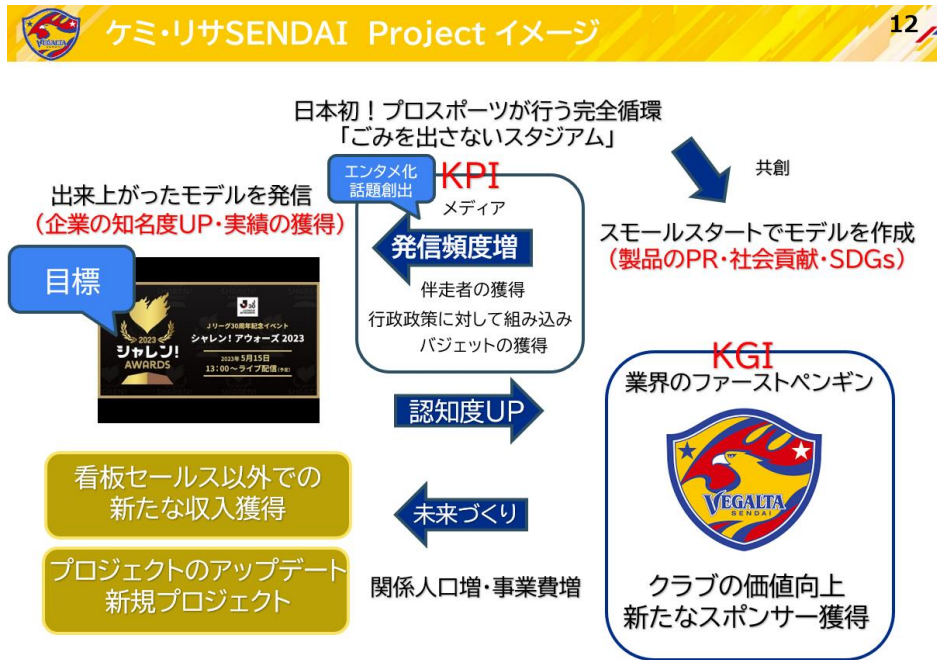 ケミ・リサSENDAI Project イメージ
12
VEGALTA
日本初！プロスポーツが行う完全循環
「ごみを出さないスタジアム」
共創
スモールスタートでモデルを作成
（製品のPR・社会貢献・SDGs）
エンタメ化
話題創出
KPI
メディア
発信頻度増
伴走者の獲得
行政政策に対して組み込み
バジェットの獲得
出来上がったモデルを発信
（企業の知名度UP・実績の獲得）
目標
2023
シャレン！
AWARDS
Jリーグ30周年記念イベント
シャレン！アウォーズ 2023
2023年 5月15日
13:00～ライブ配信（予定）
認知度UP
KGI
業界のファーストペンギン
VEGALTA
SENDAI
クラブの価値向上
新たなスポンサー獲得
未来づくり
関係人口増・事業費増
看板セールス以外での
新たな収入獲得
プロジェクトのアップデート
新規プロジェクト